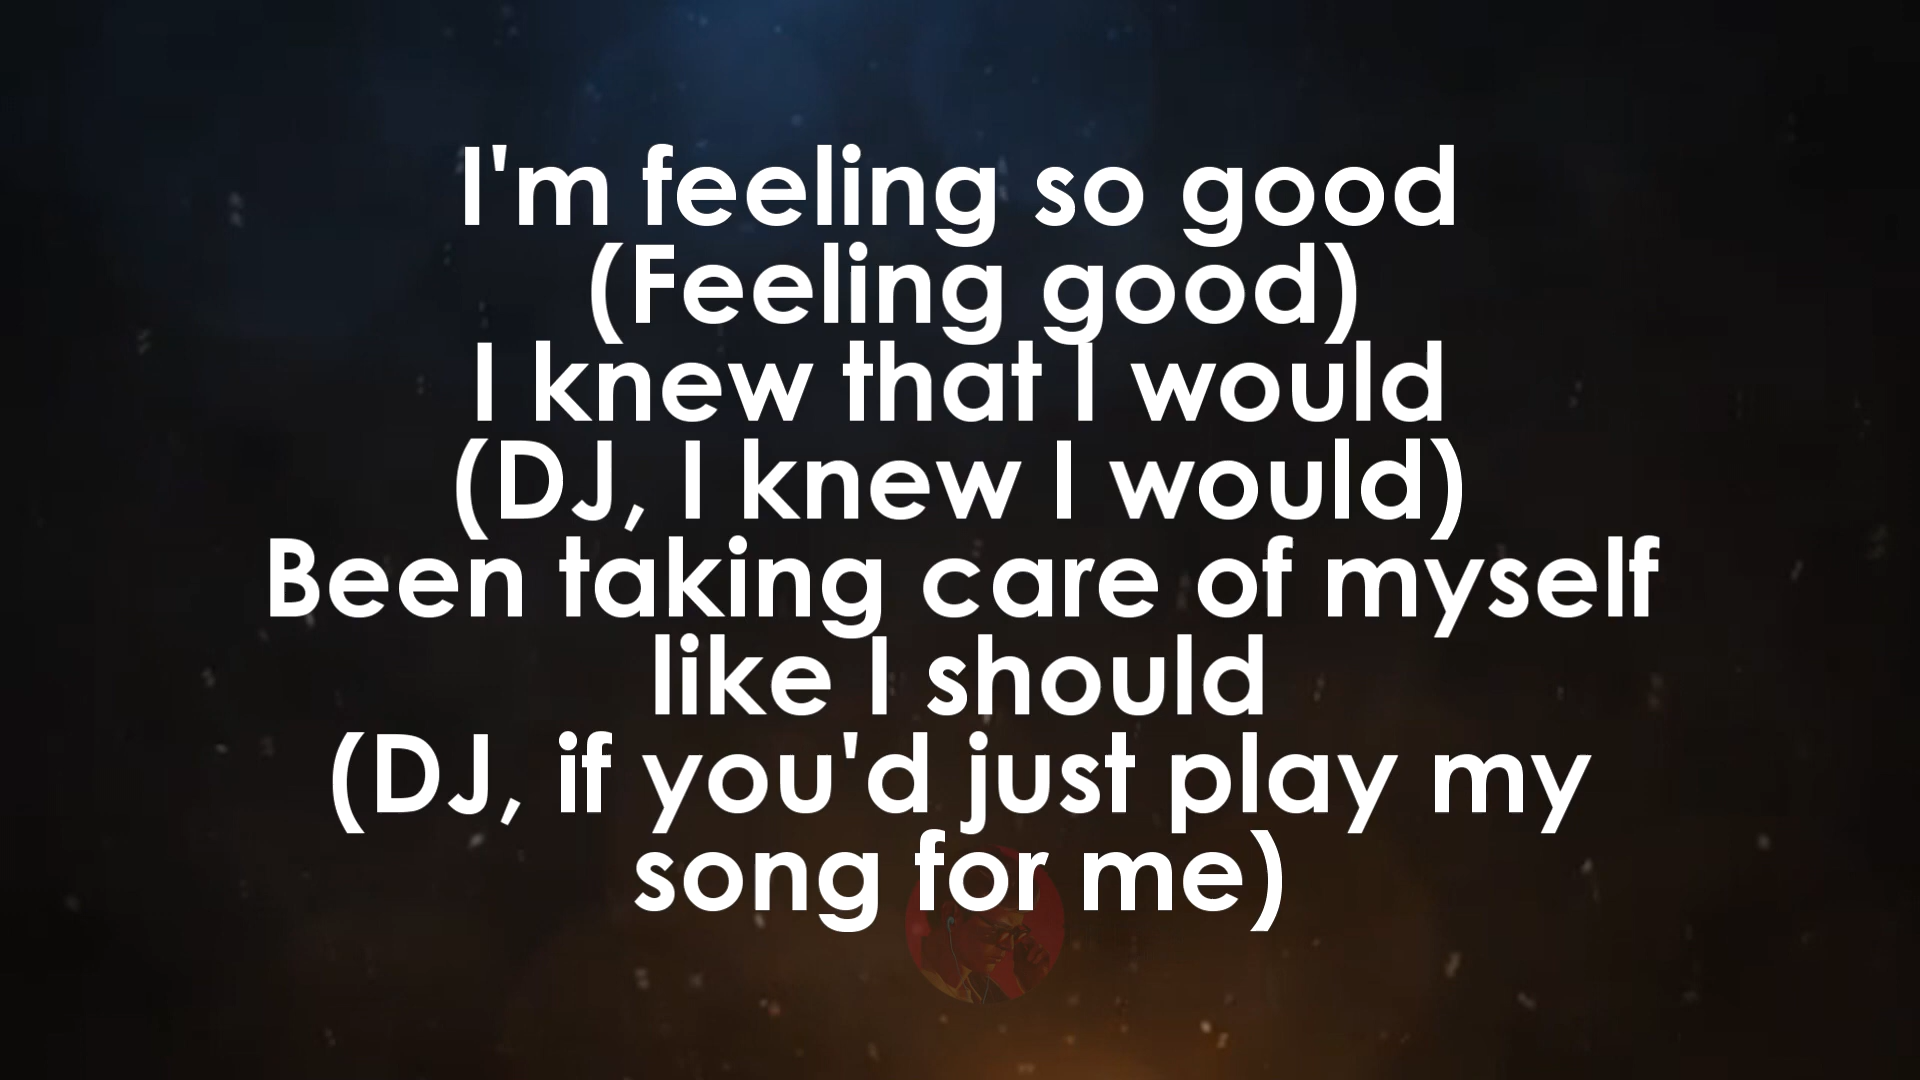 I'm feeling so good
(Feeling good)
I knew that I would
(DJ, I knew I would)
Been taking care of myself
like I should
(DJ, if you'd just play my
song for me)